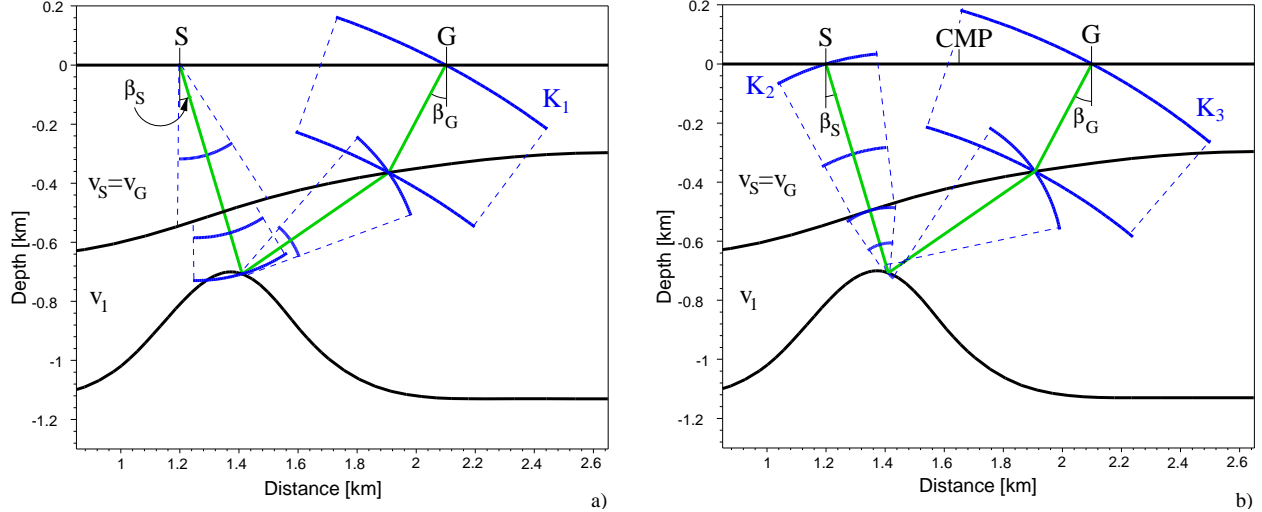 0.2
0
-0.2
-0.4
-0.6
-0.8
-1
-1.2
Depth [km]
S
G
β_S
β_G
K_1
v_S=v_G
v_1
1
1.2
1.4
1.6
1.8
2
2.2
2.4
2.6
Distance [km]
a)
0.2
0
-0.2
-0.4
-0.6
-0.8
-1
-1.2
Depth [km]
S
CMP
G
K_2
β_S
β_G
K_3
v_S=v_G
v_1
1
1.2
1.4
1.6
1.8
2
2.2
2.4
2.6
Distance [km]
b)